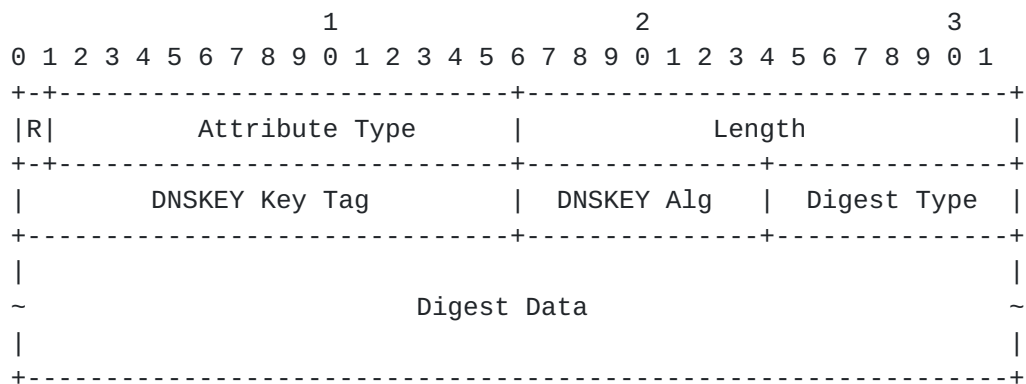 1                   2                   3
0 1 2 3 4 5 6 7 8 9 0 1 2 3 4 5 6 7 8 9 0 1 2 3 4 5 6 7 8 9 0 1
+-+-----------------------------+-------------------------------+
|R|         Attribute Type      |            Length             |
+-+-----------------------------+---------------+---------------+
|        DNSKEY Key Tag         |  DNSKEY Alg   |  Digest Type  |
+-------------------------------+---------------+---------------+
|                                                               |
~                         Digest Data                           ~
|                                                               |
+---------------------------------------------------------------+